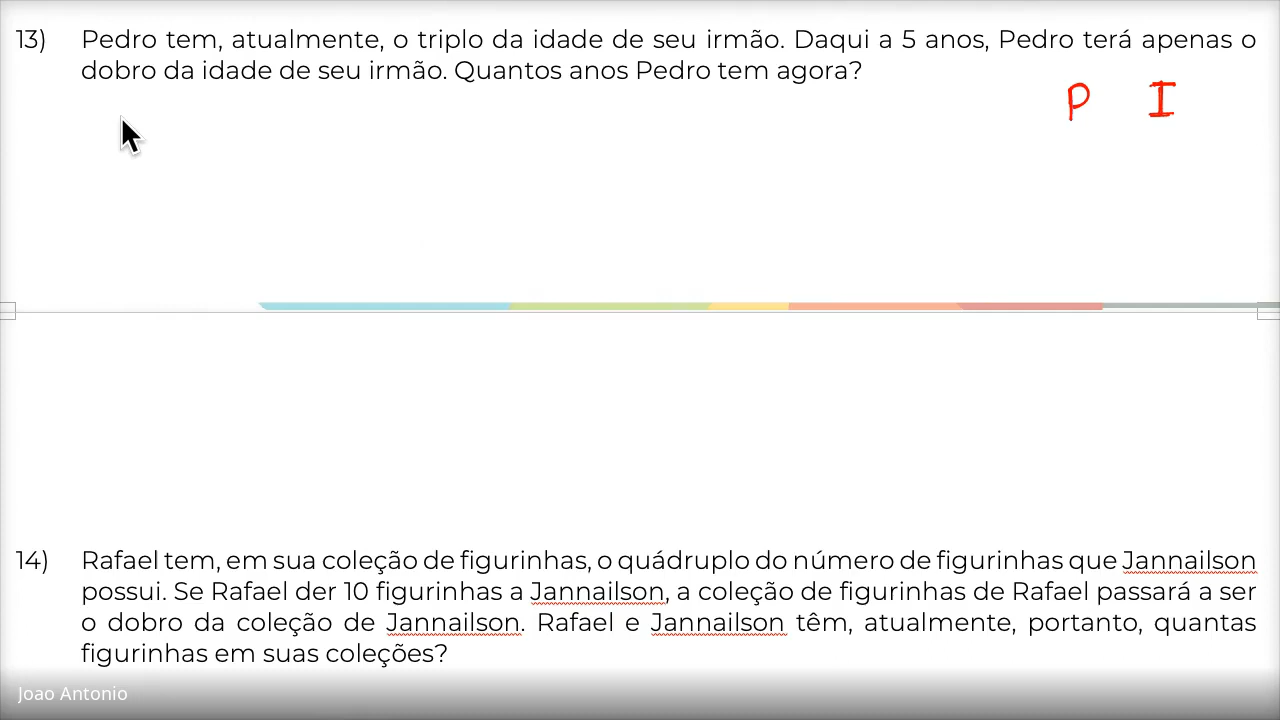 13) Pedro tem, atualmente, o triplo da idade de seu irmão. Daqui a 5 anos, Pedro terá apenas o
dobro da idade de seu irmão. Quantos anos Pedro tem agora?
P I
14) Rafael tem, em sua coleção de figurinhas, o quádruplo do número de figurinhas que Jannailson
possui. Se Rafael der 10 figurinhas a Jannailson, a coleção de figurinhas de Rafael passará a ser
o dobro da coleção de Jannailson. Rafael e Jannailson têm, atualmente, portanto, quantas
figurinhas em suas coleções?
Joao Antonio